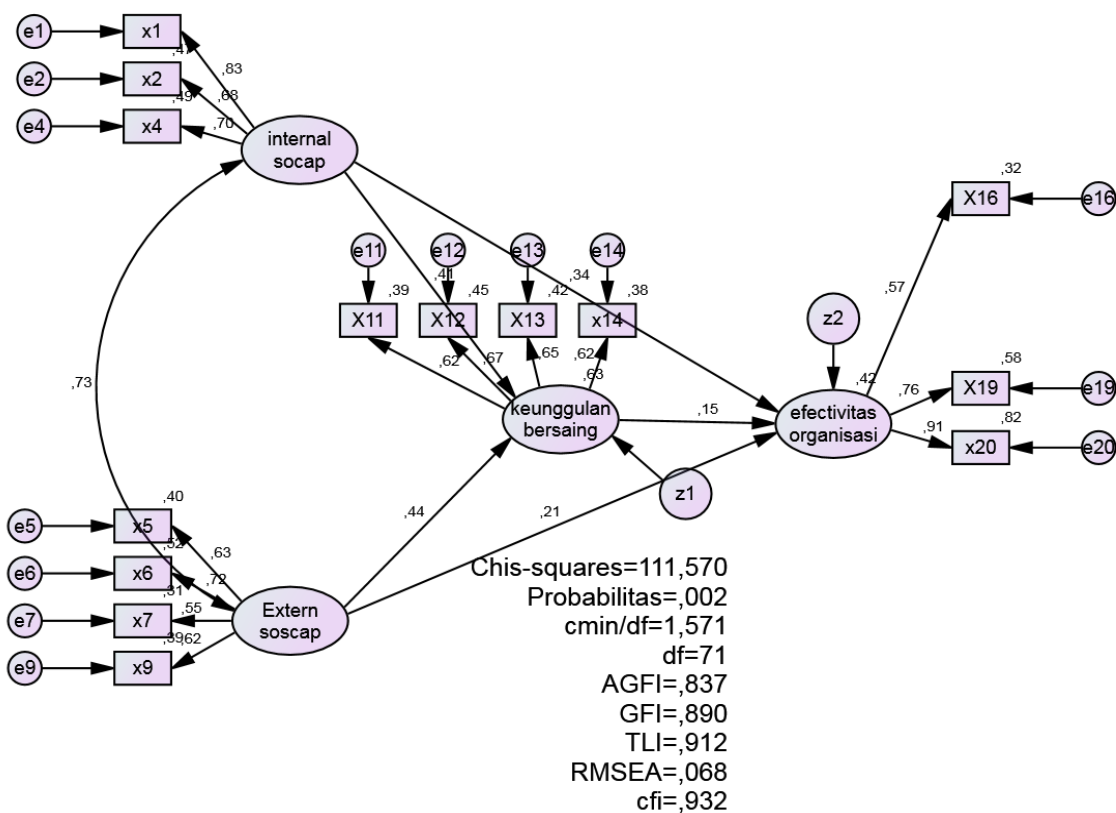 e1
x1
,47
,83
e2
x2
,49
,68
e4
x4
,70
internal
socap
,73
e11
e12
e13
e14
,39
,41
,45
,42
,34
,38
X11
X12
X13
x14
,62
,67
,65
,62
,63
keunggulan
bersaing
,15
z1
,44
,21
,32
X16
e16
,57
z2
,42
efectivitas
organisasi
,76
,58
X19
e19
,91
,82
x20
e20
,40
e5
x5
,52
,63
e6
x6
,31
,72
e7
x7
,55
,39
,62
e9
x9
Extern
soscap
Chis-squares=111,570
Probabilitas=,002
cmin/df=1,571
df=71
AGFI=,837
GFI=,890
TLI=,912
RMSEA=,068
cfi=,932